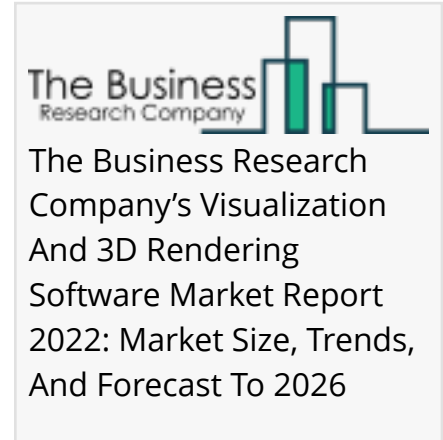 The Business
Research Company
The Business Research
Company’s Visualization
And 3D Rendering
Software Market Report
2022: Market Size, Trends,
And Forecast To 2026